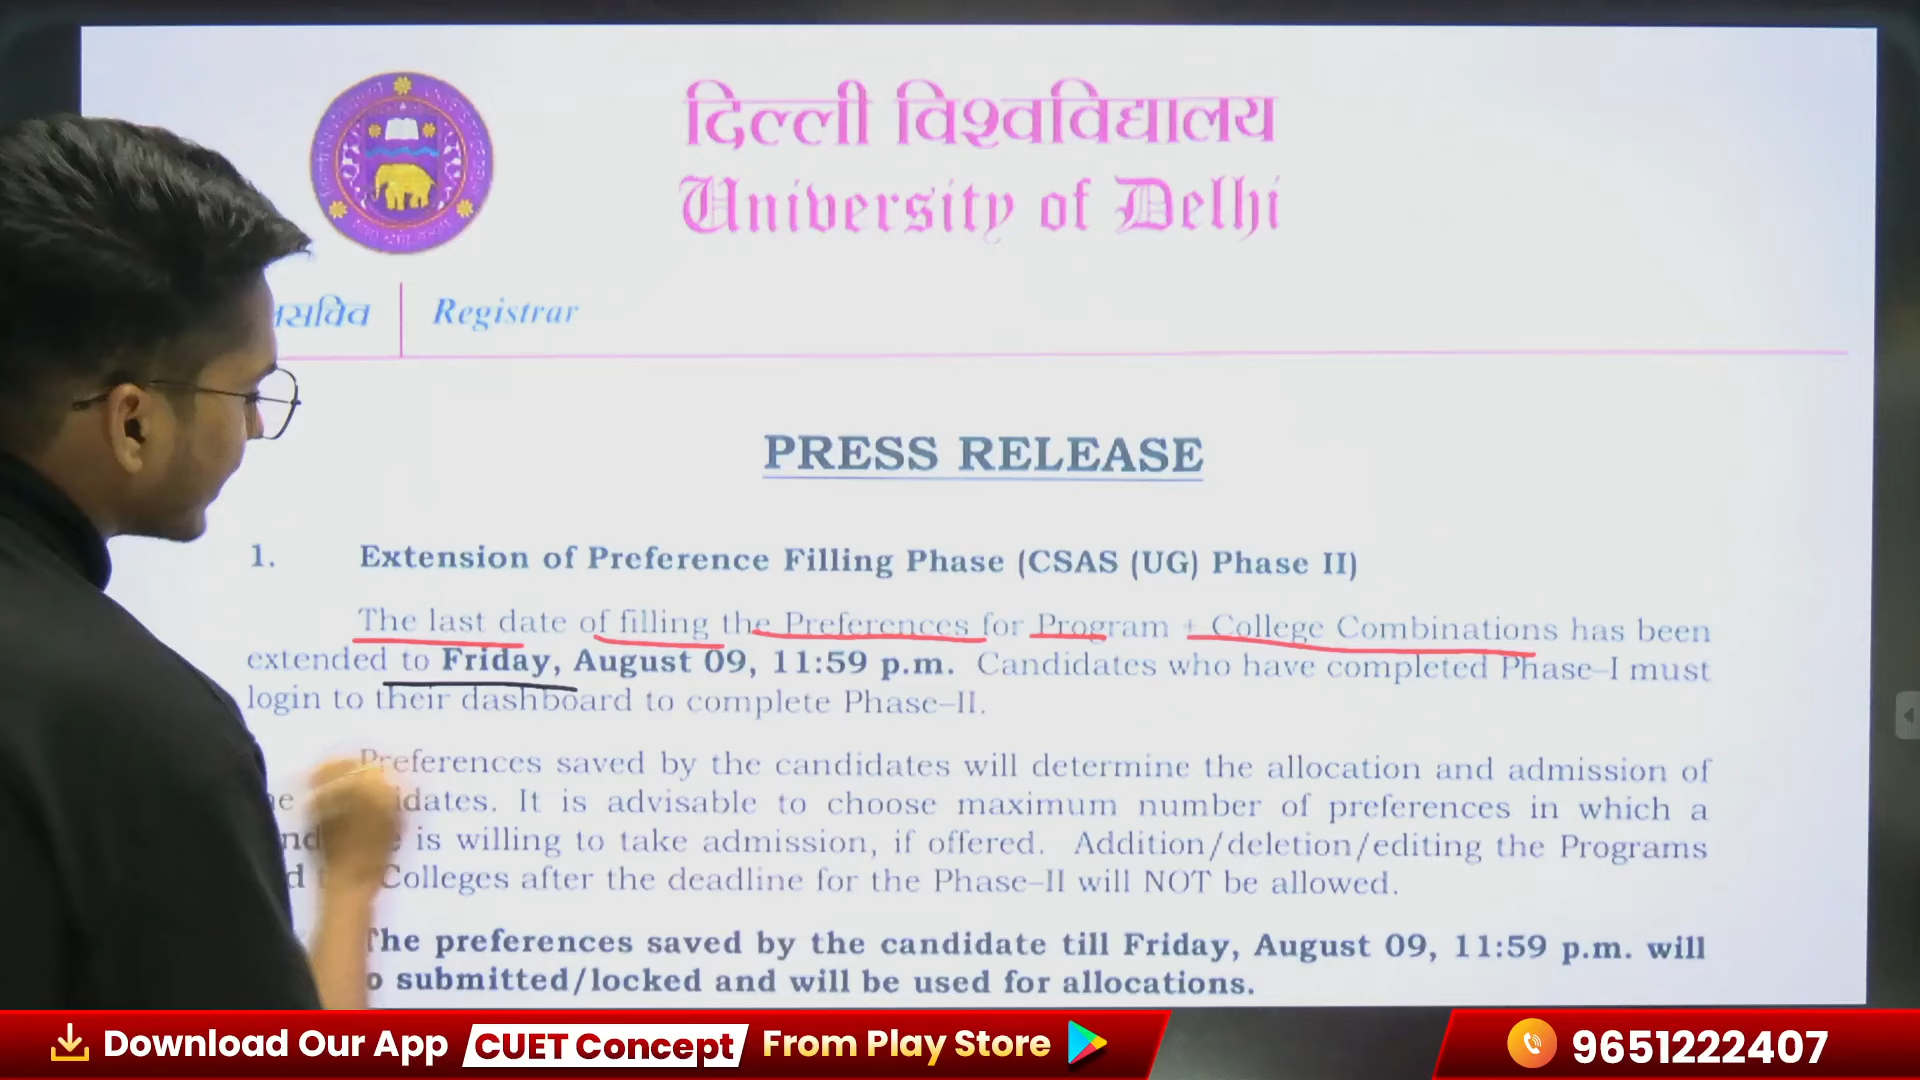 दिल्ली विश्वविद्यालय
University of Delhi
Registrar
PRESS RELEASE
1. Extension of Preference Filling Phase (CSAS (UG) Phase II)
The last date of filling the Preferences for Program + College Combinations has been
extended to Friday, August 09, 11:59 p.m. Candidates who have completed Phase-I must
login to their dashboard to complete Phase-II.
Preferences saved by the candidates will determine the allocation and admission of
It is advisable to choose maximum number of preferences in which a
is willing to take admission, if offered. Addition/deletion/editing the Programs
Colleges after the deadline for the Phase-II will NOT be allowed.
The preferences saved by the candidate till Friday, August 09, 11:59 p.m. will
submitted/locked and will be used for allocations.
Download Our App CUET Concept From Play Store
9651222407